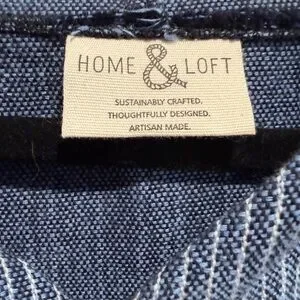 HOME & LOFT
SUSTAINABLY CRAFTED.
THOUGHTFULLY DESIGNED.
ARTISAN MADE.